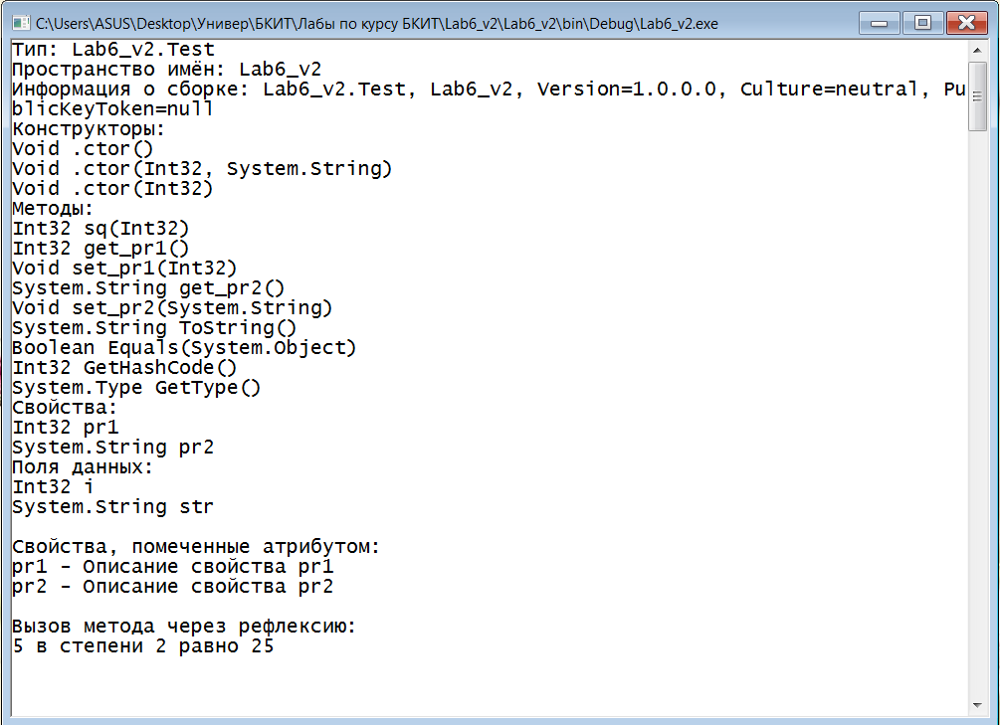 C:\Users\ASUS\Desktop\Универ\БКИТ\Лабы по курсу БКИТ\Lab6_v2\Lab6_v2\bin\Debug\Lab6_v2.exe
Тип: Lab6_v2.Test
Пространство имён: Lab6_v2
Информация о сборке: Lab6_v2.Test, Lab6_v2, Version=1.0.0.0, Culture=neutral, Pu
blicKeyToken=null
Конструкторы:
Void .ctor()
Void .ctor(Int32, System.String)
Void .ctor(Int32)
Методы:
Int32 sq(Int32)
Int32 get_pr1()
Void set_pr1(Int32)
System.String get_pr2()
Void set_pr2(System.String)
System.String ToString()
Boolean Equals(System.Object)
Int32 GetHashCode()
System.Type GetType()
Свойства:
Int32 pr1
System.String pr2
Поля данных:
Int32 i
System.String str
Свойства, помеченные атрибутом:
pr1 - Описание свойства pr1
pr2 - Описание свойства pr2
Вызов метода через рефлексию:
5 в степени 2 равно 25